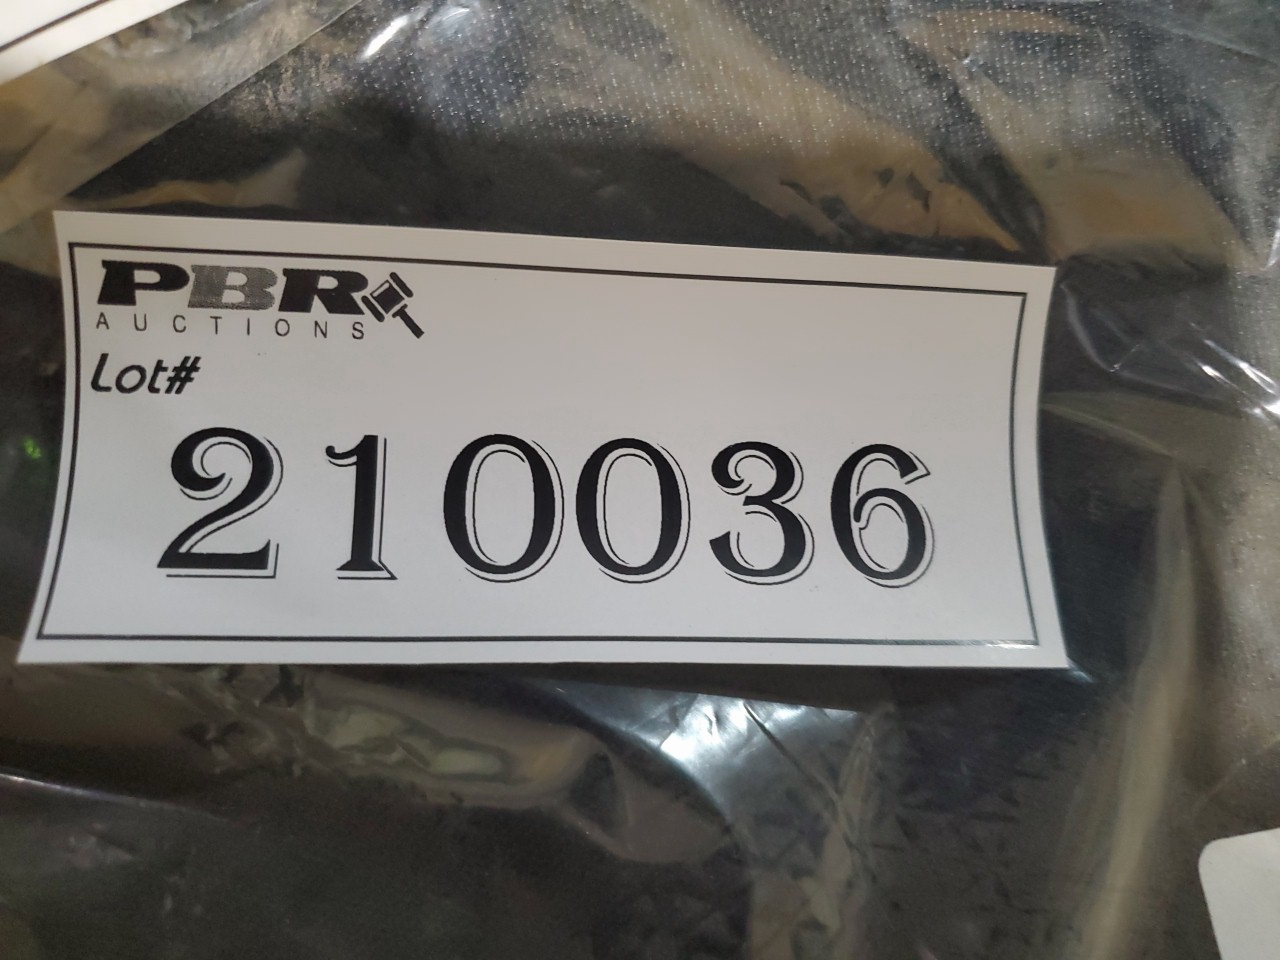 PBR
AUCTIONS
Lot#
210036